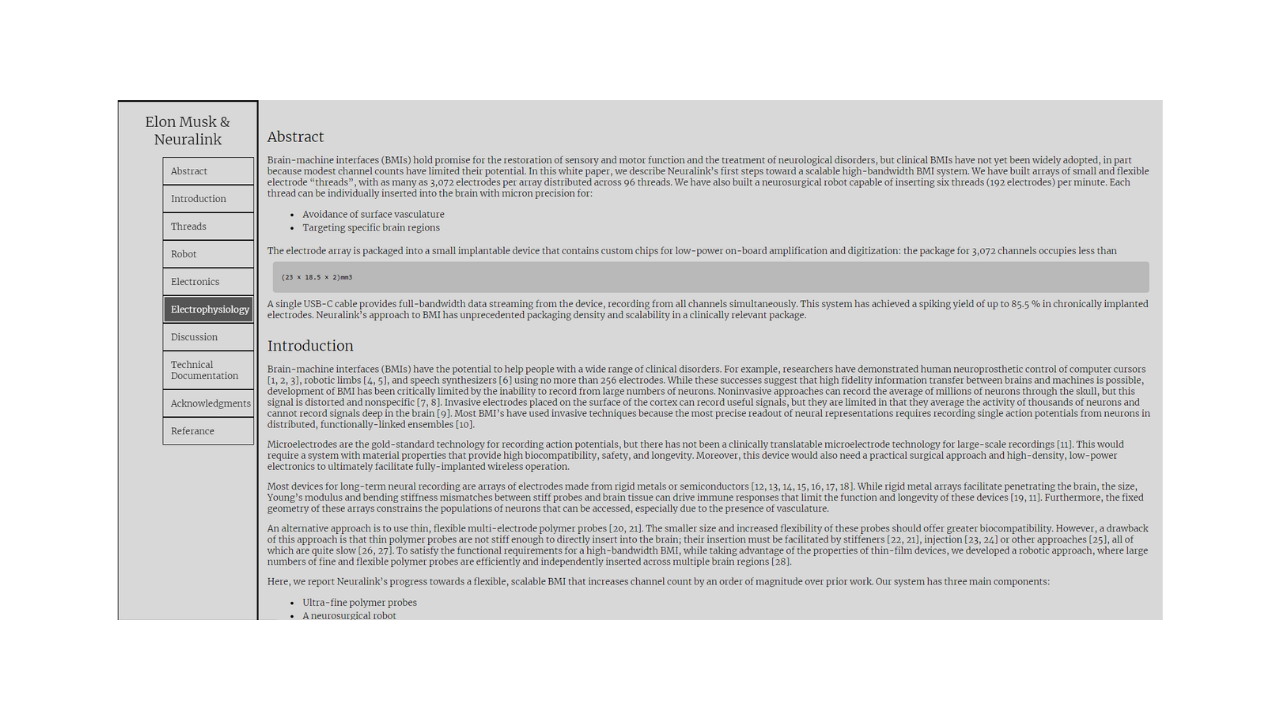 Elon Musk &
Neuralink
Abstract
Introduction
Threads
Robot
Electronics
Electrophysiology
Discussion
Technical
Documentation
Acknowledgments
Referance
Abstract
Brain-machine interfaces (BMIs) hold promise for the restoration of sensory and motor function and the treatment of neurological disorders, but clinical BMIs have not yet been widely adopted, in part
because modest channel counts have limited their potential. In this white paper, we describe Neuralink's first steps toward a scalable high-bandwidth BMI system. We have built arrays of small and flexible
electrode “threads”, with as many as 3,072 electrodes per array distributed across 96 threads. We have also built a neurosurgical robot capable of inserting six threads (192 electrodes) per minute. Each
thread can be individually inserted into the brain with micron precision for:
• Avoidance of surface vasculature
• Targeting specific brain regions
The electrode array is packaged into a small implantable device that contains custom chips for low-power on-board amplification and digitization: the package for 3,072 channels occupies less than
(23 × 18.5 × 2)mm3
A single USB-C cable provides full-bandwidth data streaming from the device, recording from all channels simultaneously. This system has achieved a spiking yield of up to 85.5 % in chronically implanted
electrodes. Neuralink's approach to BMI has unprecedented packaging density and scalability in a clinically relevant package.
Introduction
Brain-machine interfaces (BMIs) have the potential to help people with a wide range of clinical disorders. For example, researchers have demonstrated human neuroprosthetic control of computer cursors
[1, 2, 3], robotic limbs [4, 5], and speech synthesizers [6] using no more than 256 electrodes. While these successes suggest that high fidelity information transfer between brains and machines is possible,
development of BMI has been critically limited by the inability to record from large numbers of neurons. Noninvasive approaches can record the average of millions of neurons through the skull, but this
signal is distorted and nonspecific [7, 8]. Invasive electrodes placed on the surface of the cortex can record useful signals, but they are limited in that they average the activity of thousands of neurons and
cannot record signals deep in the brain [9]. Most BMI's have used invasive techniques because the most precise readout of neural representations requires recording single action potentials from neurons in
distributed, functionally-linked ensembles [10].
Microelectrodes are the gold-standard technology for recording action potentials, but there has not been a clinically translatable microelectrode technology for large-scale recordings [11]. This would
require a system with material properties that provide high biocompatibility, safety, and longevity. Moreover, this device would also need a practical surgical approach and high-density, low-power
electronics to ultimately facilitate fully-implanted wireless operation.
Most devices for long-term neural recording are arrays of electrodes made from rigid metals or semiconductors [12, 13, 14, 15, 16, 17, 18]. While rigid metal arrays facilitate penetrating the brain, the size,
Young's modulus and bending stiffness mismatches between stiff probes and brain tissue can drive immune responses that limit the function and longevity of these devices [19, 11]. Furthermore, the fixed
geometry of these arrays constrains the populations of neurons that can be accessed, especially due to the presence of vasculature.
An alternative approach is to use thin, flexible multi-electrode polymer probes [20, 21]. The smaller size and increased flexibility of these probes should offer greater biocompatibility. However, a drawback
of this approach is that thin polymer probes are not stiff enough to directly insert into the brain; their insertion must be facilitated by stiffeners [22, 21], injection [23, 24] or other approaches [25], all of
which are quite slow [26, 27]. To satisfy the functional requirements for a high-bandwidth BMI, while taking advantage of the properties of thin-film devices, we developed a robotic approach, where large
numbers of fine and flexible polymer probes are efficiently and independently inserted across multiple brain regions [28].
Here, we report Neuralink's progress towards a flexible, scalable BMI that increases channel count by an order of magnitude over prior work. Our system has three main components:
• Ultra-fine polymer probes
• A neurosurgical robot